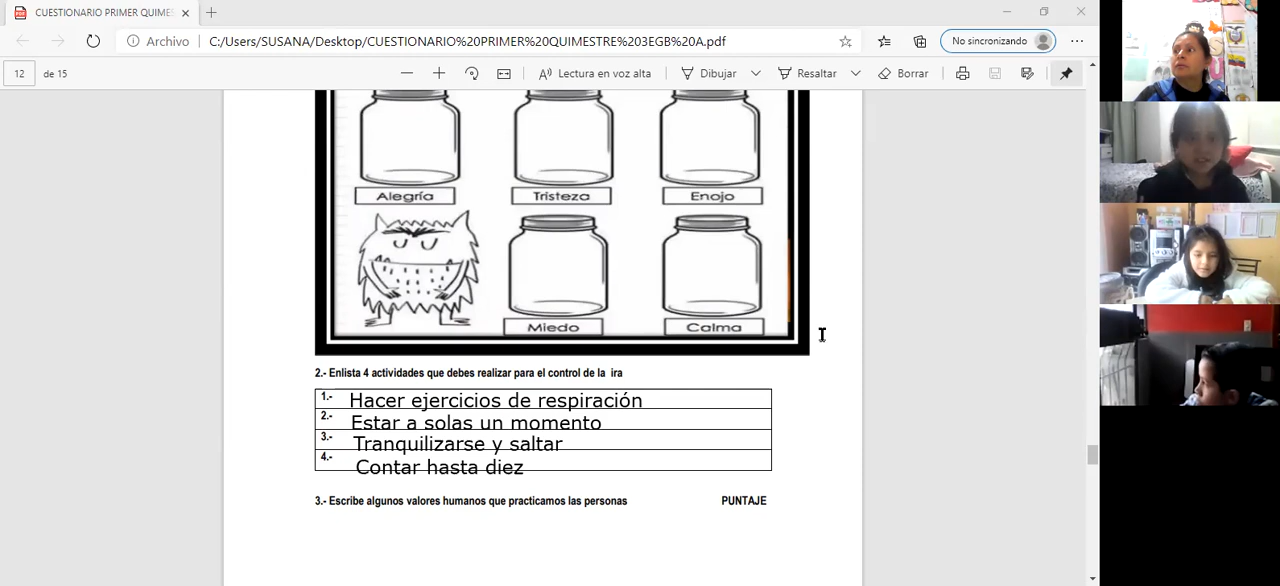 CUESTIONARIO PRIMER QUIMES
Archivo C:/Users/SUSANA/Desktop/CUESTIONARIO%20PRIMER%20QUIMESTRE%203EGB%20A.pdf No sincronizando
12 de 15 Lectura en voz alta Dibujar Resaltar Borrar
Alegría Tristeza Enojo
Miedo Calma
2.- Enlista 4 actividades que debes realizar para el control de la ira
1.- Hacer ejercicios de respiración
2.- Estar a solas un momento
3.- Tranquilizarse y saltar
4.- Contar hasta diez
3.- Escribe algunos valores humanos que practicamos las personas PUNTAJE